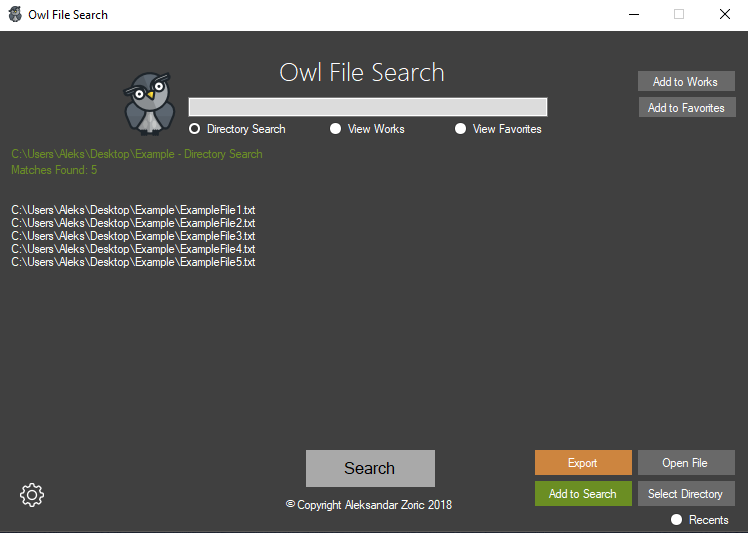 Owl File Search
Owl File Search
Add to Works
Add to Favorites
Directory Search
View Works
View Favorites
C:\Users\Aleks\Desktop\Example - Directory Search
Matches Found: 5
C:\Users\Aleks\Desktop\Example\ExampleFile1.txt
C:\Users\Aleks\Desktop\Example\ExampleFile2.txt
C:\Users\Aleks\Desktop\Example\ExampleFile3.txt
C:\Users\Aleks\Desktop\Example\ExampleFile4.txt
C:\Users\Aleks\Desktop\Example\ExampleFile5.txt
Search
Export
Open File
Add to Search
Select Directory
© Copyright Aleksandar Zoric 2018
Recents